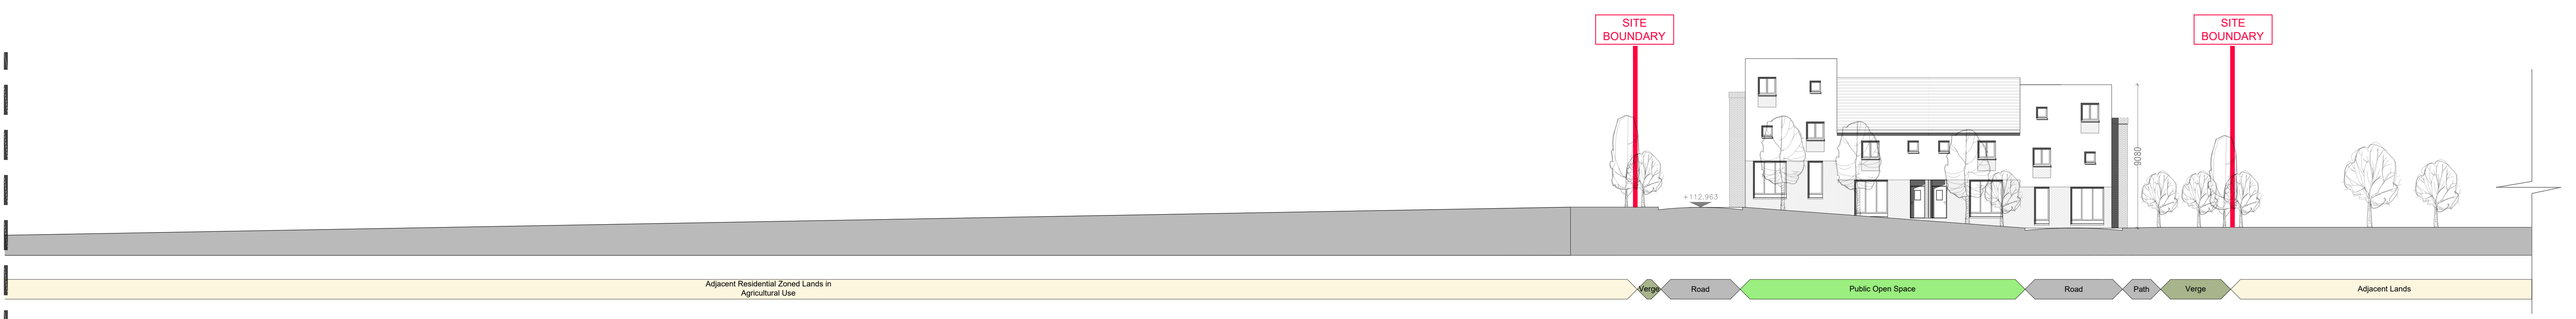 SITE
BOUNDARY
SITE
BOUNDARY
9080
+112.963
Adjacent Residential Zoned Lands in
Agricultural Use
Verge
Road
Public Open Space
Road
Path
Verge
Adjacent Lands